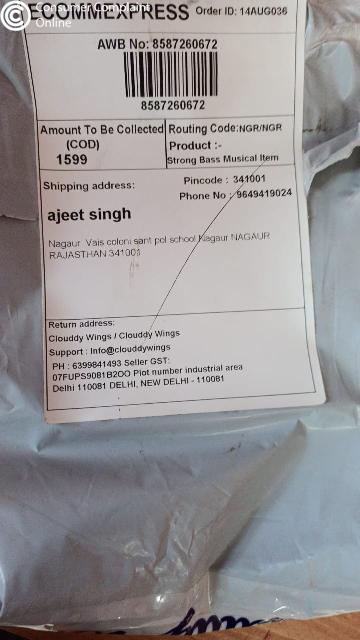 Consumer Complaint
Online
ECOMMEXPRESS Order ID: 14AUG036
AWB No: 8587260672
8587260672
Amount To Be Collected
(COD)
1599
Routing Code:NGR/NGR
Product :-
Strong Bass Musical Item
Shipping address:
Pincode : 341001
Phone No : 9649419024
ajeet singh
Nagaur Vais coloni sant pol school Nagaur NAGAUR
RAJASTHAN 341001
Return address:
Clouddy Wings / Clouddy Wings
Support : Info@clouddywings
PH : 6399841493 Seller GST:
07FUPS9081B2OO Plot number industrial area
Delhi 110081 DELHI, NEW DELHI - 110081